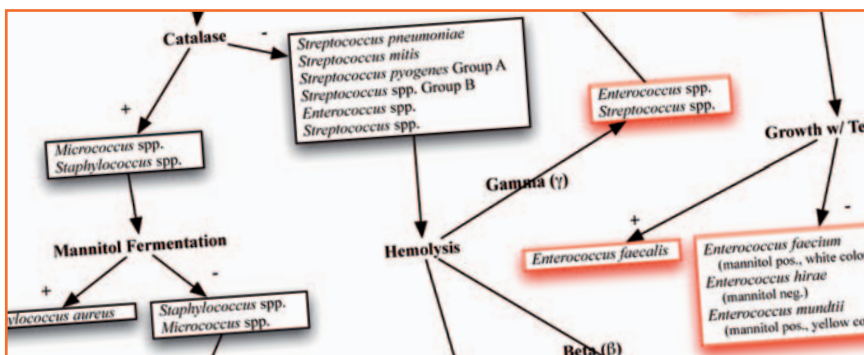 Catalase
-
Streptococcus pneumoniae
Streptococcus mitis
Streptococcus pyogenes Group A
Streptococcus spp. Group B
Enterococcus spp.
Streptococcus spp.
+
Micrococcus spp.
Staphylococcus spp.
Mannitol Fermentation
+
-
ylococcus aureus
Staphylococcus spp.
Micrococcus spp.
Hemolysis
Gamma (γ)
Beta (β)
Enterococcus spp.
Streptococcus spp.
Growth w/ Te
+
-
Enterococcus faecalis
Enterococcus faecium
(mannitol pos., white colo
Enterococcus hirae
(mannitol neg.)
Enterococcus mundtii
(mannitol pos., yellow co